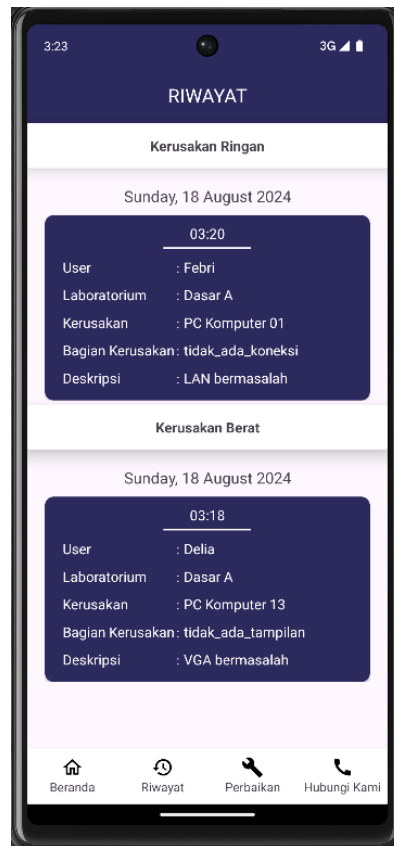 3:23 3G
RIWAYAT
Kerusakan Ringan
Sunday, 18 August 2024
03:20
User : Febri
Laboratorium : Dasar A
Kerusakan : PC Komputer 01
Bagian Kerusakan : tidak_ada_koneksi
Deskripsi : LAN bermasalah
Kerusakan Berat
Sunday, 18 August 2024
03:18
User : Delia
Laboratorium : Dasar A
Kerusakan : PC Komputer 13
Bagian Kerusakan : tidak_ada_tampilan
Deskripsi : VGA bermasalah
Beranda Riwayat Perbaikan Hubungi Kami